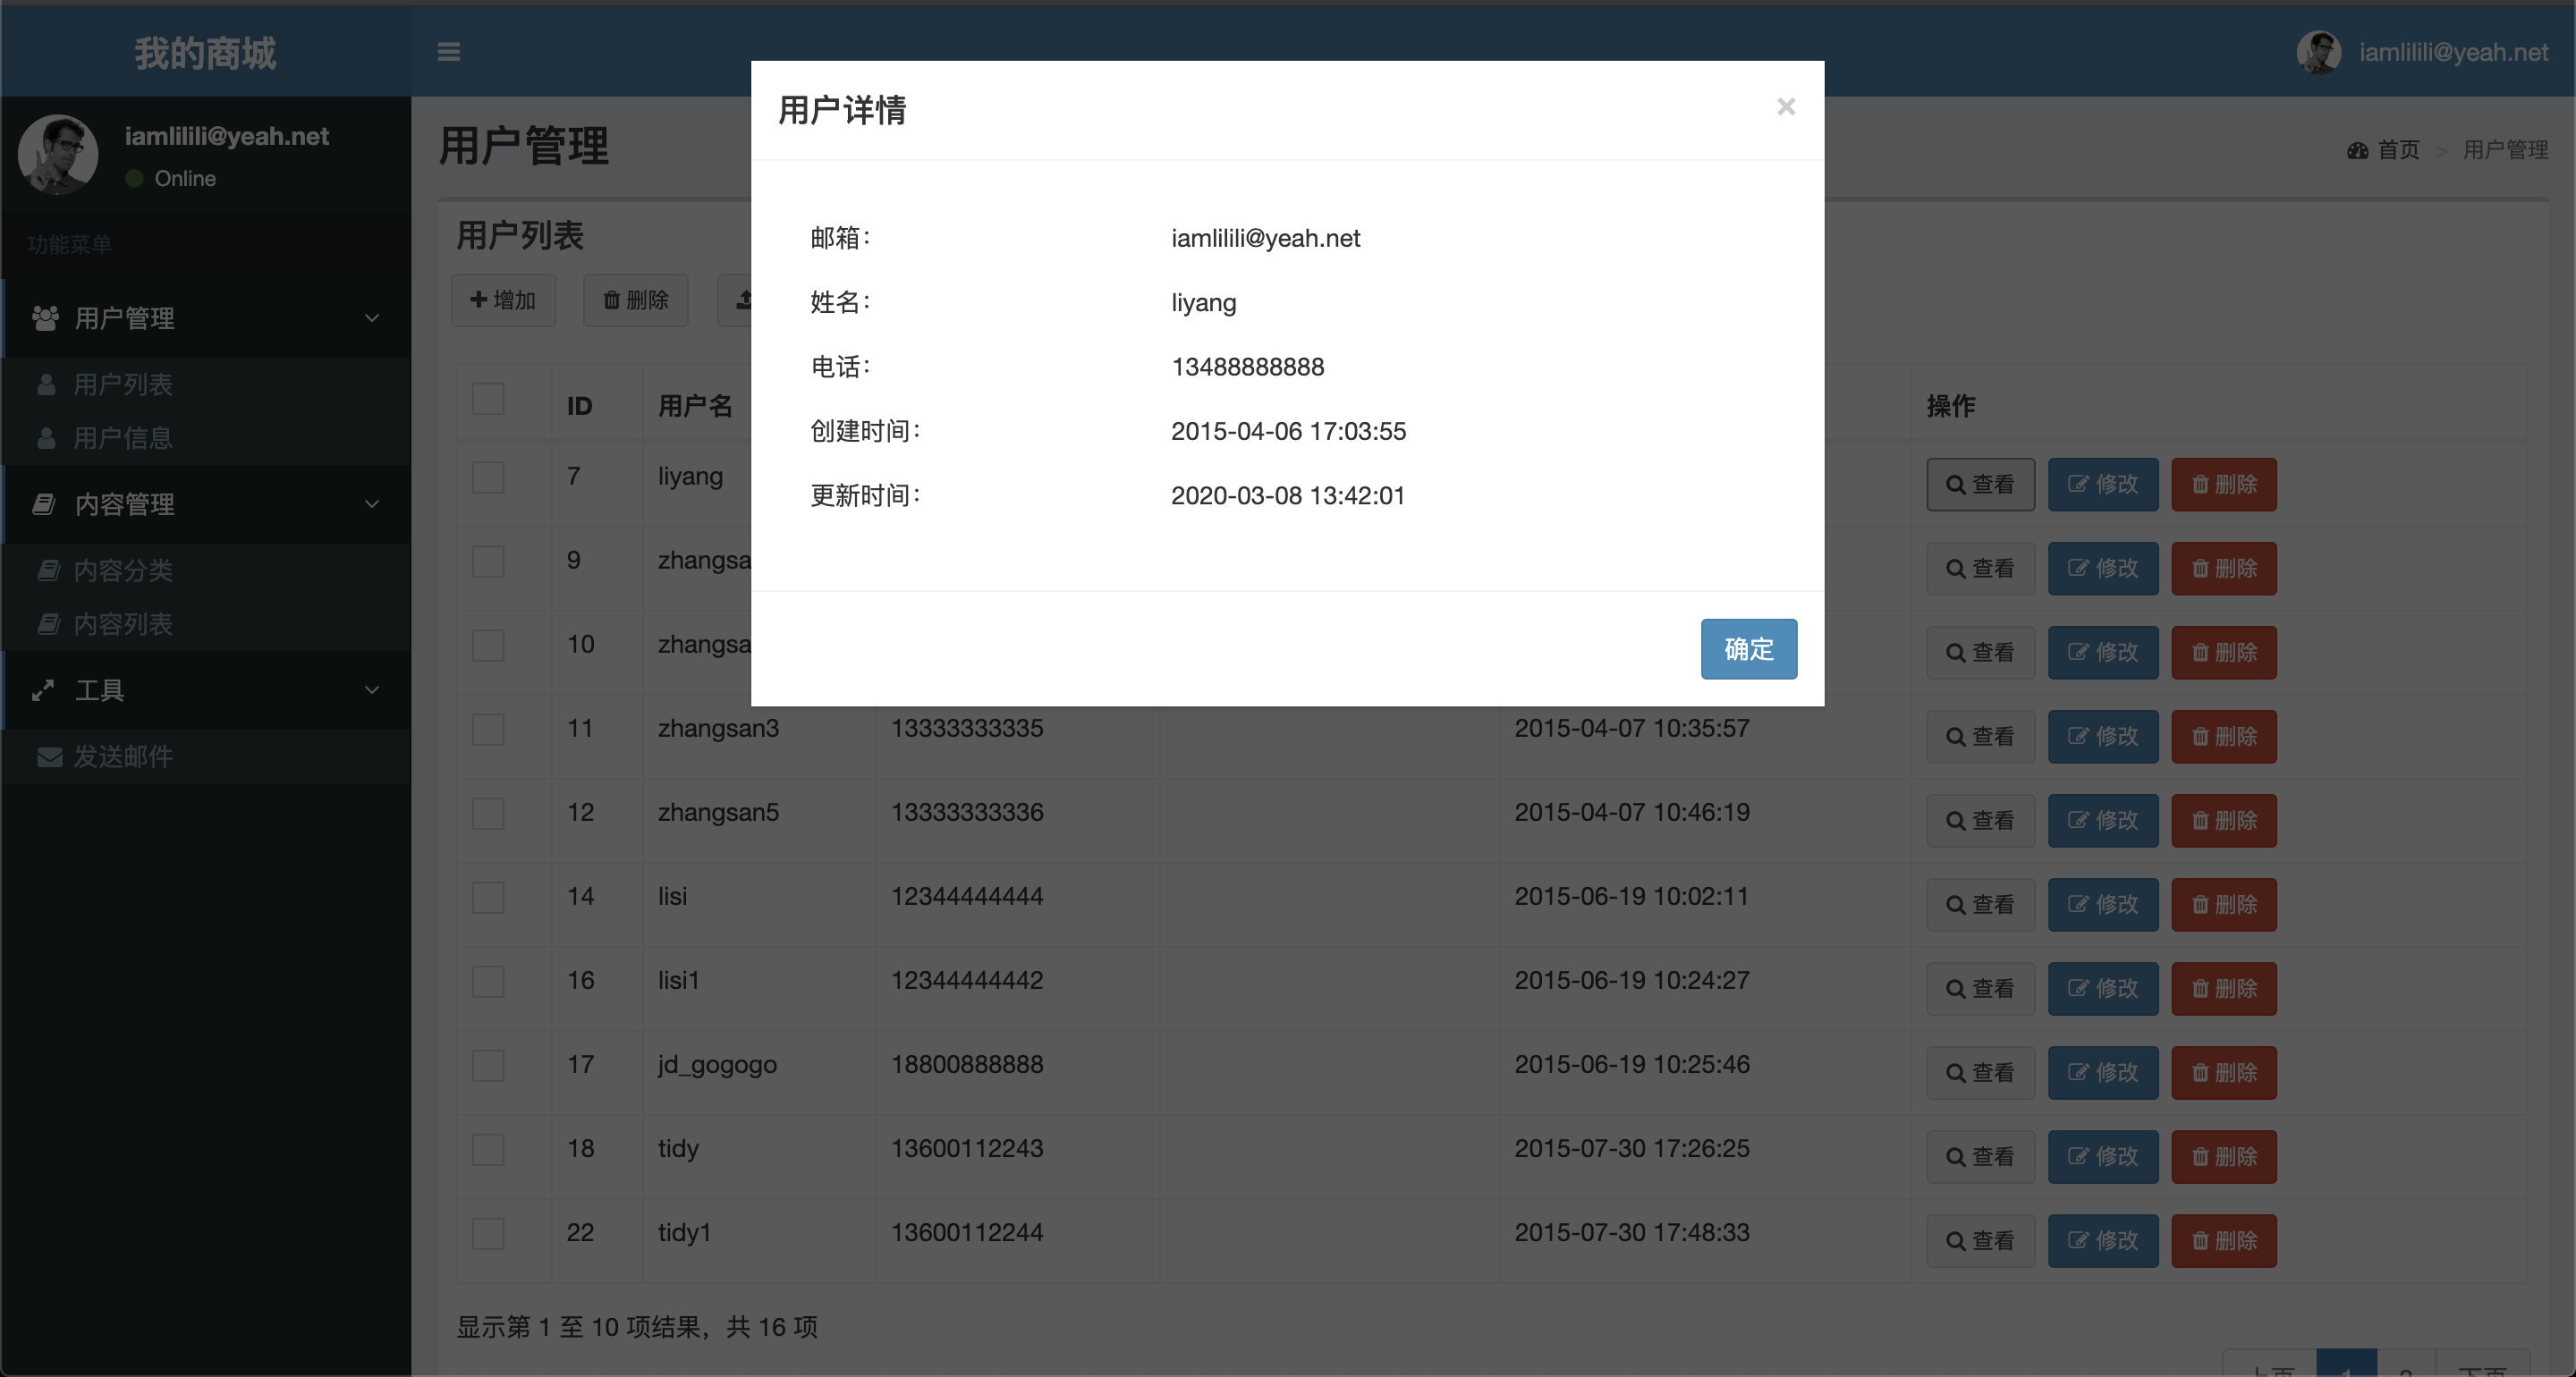 我的商城
iamlilili@yeah.net
iamlilili@yeah.net
Online
功能菜单
用户管理
用户列表
用户信息
内容管理
内容分类
内容列表
工具
发送邮件
用户管理
首页 > 用户管理
用户列表
增加 删除
ID 用户名 操作
7 liyang 查看 修改 删除
9 zhangsa 查看 修改 删除
10 zhangsa 查看 修改 删除
11 zhangsan3 13333333335 2015-04-07 10:35:57 查看 修改 删除
12 zhangsan5 13333333336 2015-04-07 10:46:19 查看 修改 删除
14 lisi 12344444444 2015-06-19 10:02:11 查看 修改 删除
16 lisi1 12344444442 2015-06-19 10:24:27 查看 修改 删除
17 jd_gogogo 18800888888 2015-06-19 10:25:46 查看 修改 删除
18 tidy 13600112243 2015-07-30 17:26:25 查看 修改 删除
22 tidy1 13600112244 2015-07-30 17:48:33 查看 修改 删除
显示第 1 至 10 项结果，共 16 项
上页 1 2 下页
用户详情 ×
邮箱： iamlilili@yeah.net
姓名： liyang
电话： 13488888888
创建时间： 2015-04-06 17:03:55
更新时间： 2020-03-08 13:42:01
确定